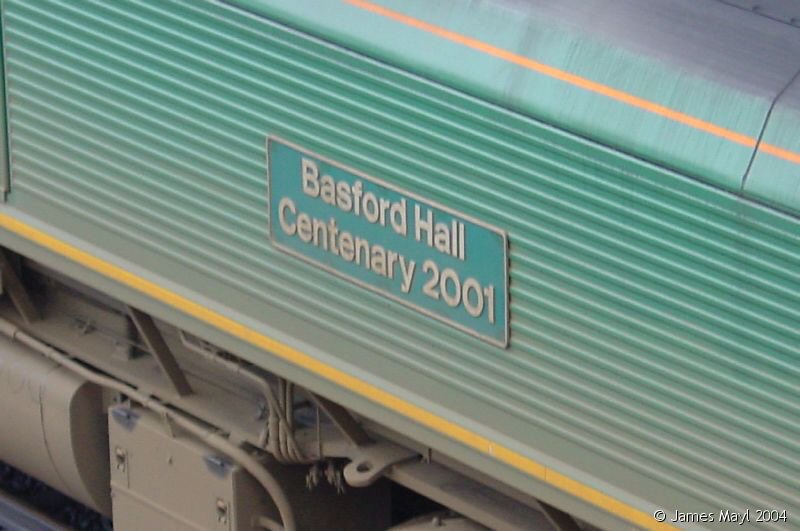 Basford Hall
Centenary 2001
© James Mayl 2004